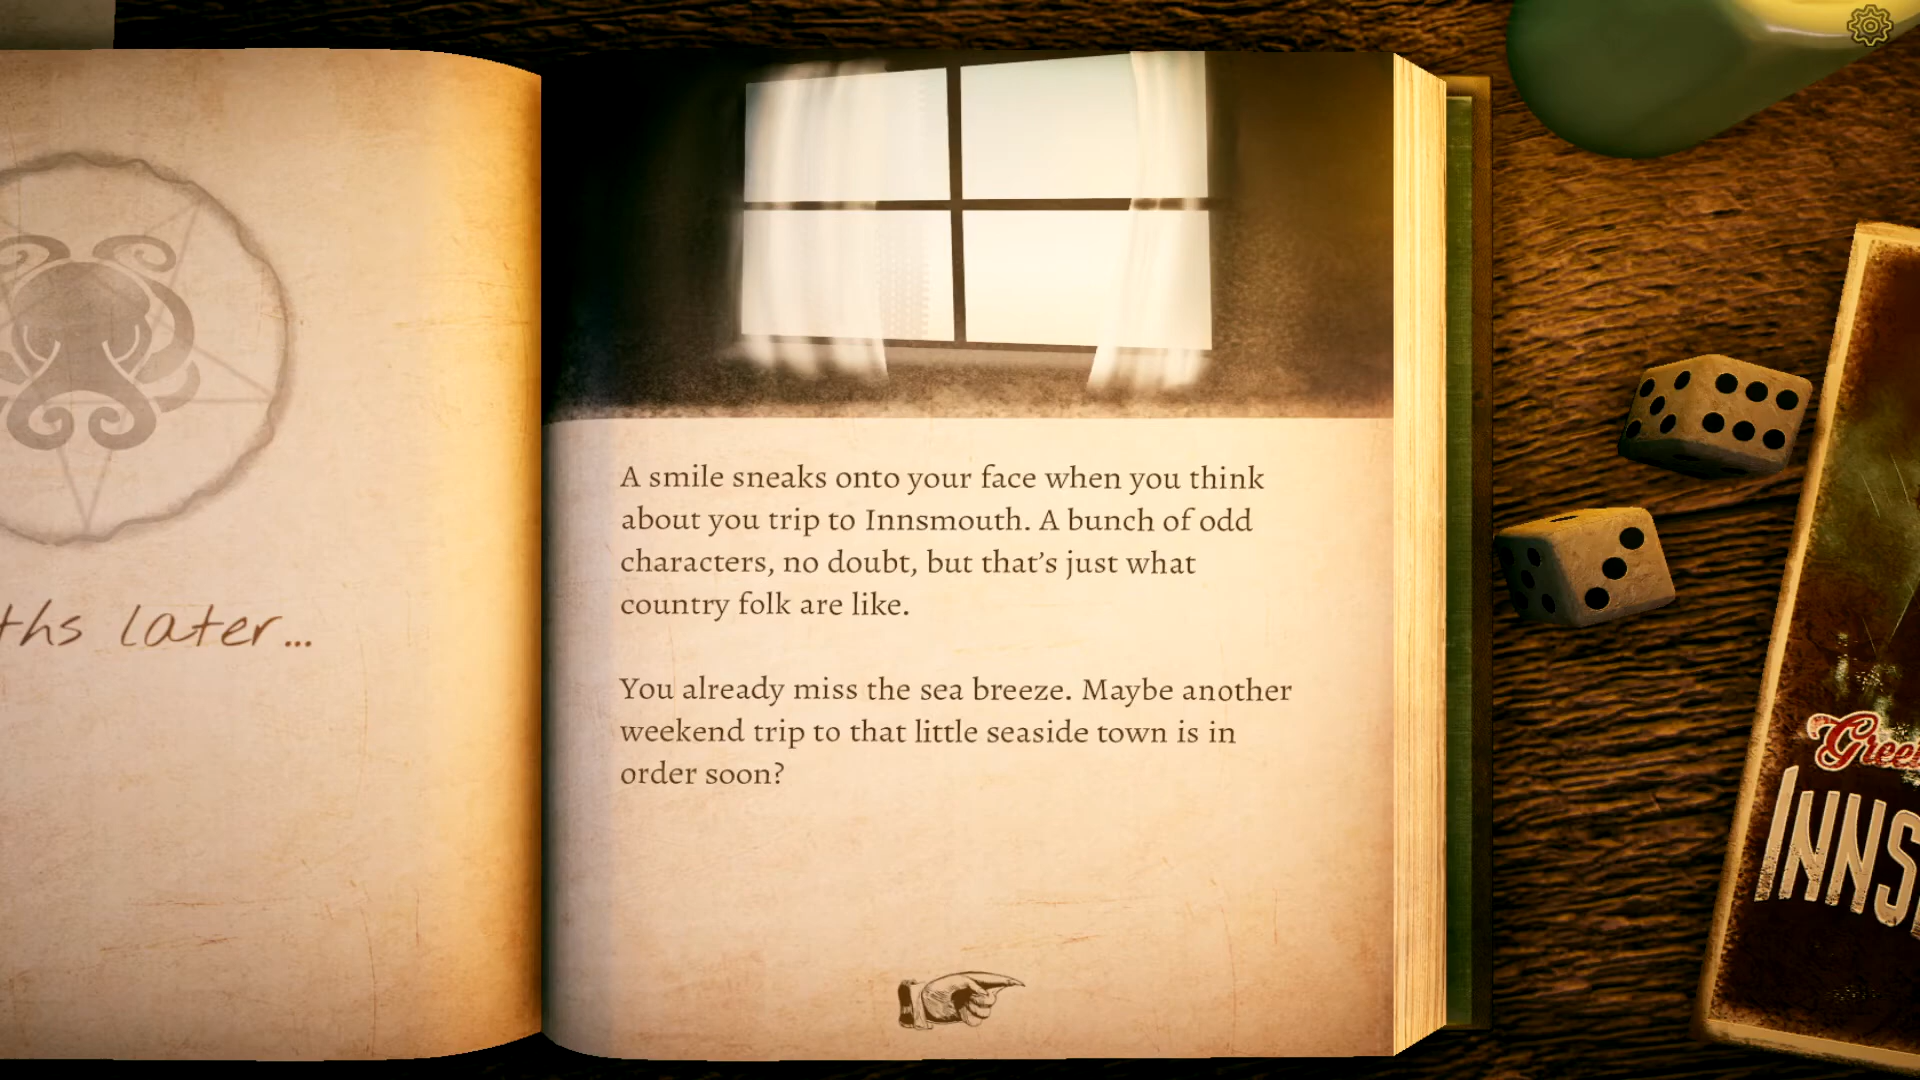 ths later...
A smile sneaks onto your face when you think
about you trip to Innsmouth. A bunch of odd
characters, no doubt, but that's just what
country folk are like.
You already miss the sea breeze. Maybe another
weekend trip to that little seaside town is in
order soon?